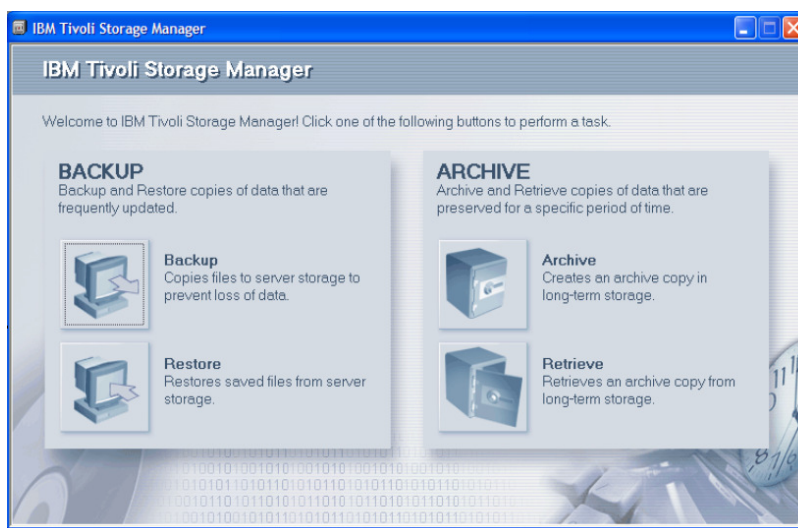 IBM Tivoli Storage Manager
IBM Tivoli Storage Manager
Welcome to IBM Tivoli Storage Manager! Click one of the following buttons to perform a task.
BACKUP
Backup and Restore copies of data that are
frequently updated.
Backup
Copies files to server storage to
prevent loss of data.
Restore
Restores saved files from server
storage.
ARCHIVE
Archive and Retrieve copies of data that are
preserved for a specific period of time.
Archive
Creates an archive copy in
long-term storage.
Retrieve
Retrieves an archive copy from
long-term storage.